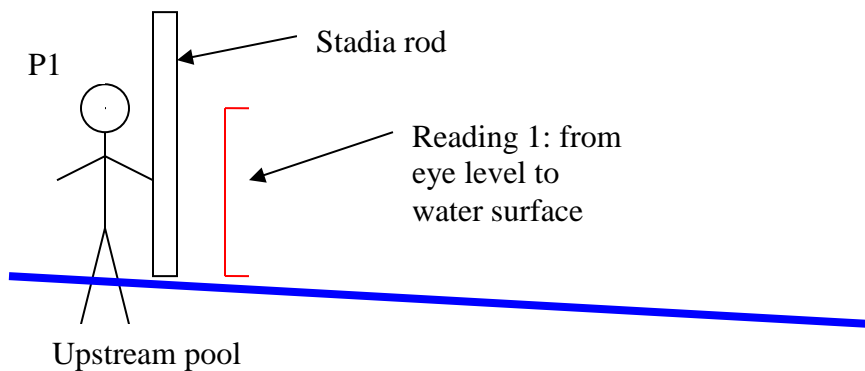 Stadia rod
P1
Reading 1: from
eye level to
water surface
Upstream pool